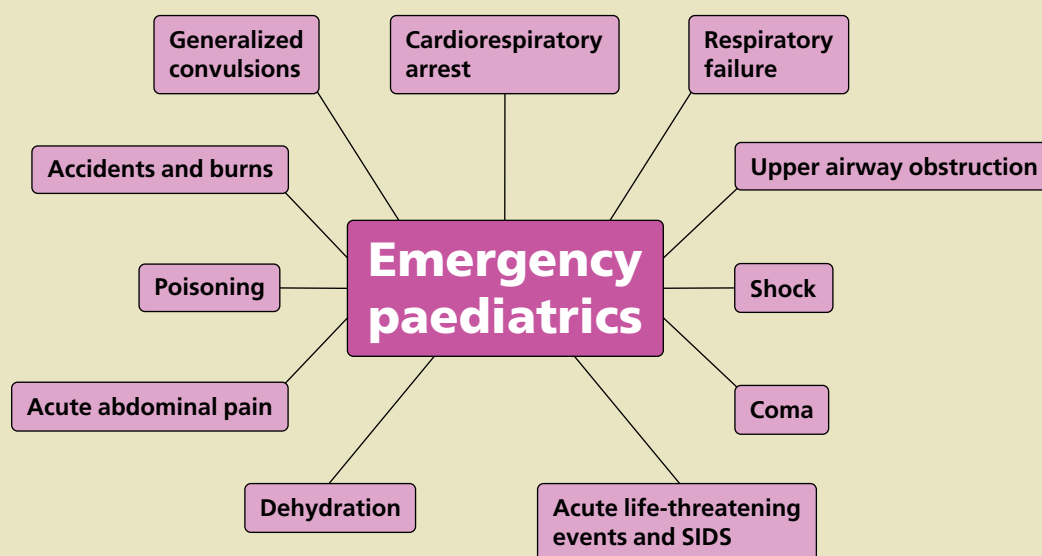 Generalized
convulsions
Cardiorespiratory
arrest
Respiratory
failure
Accidents and burns
Upper airway obstruction
Emergency
paediatrics
Poisoning
Shock
Acute abdominal pain
Coma
Dehydration
Acute life-threatening
events and SIDS